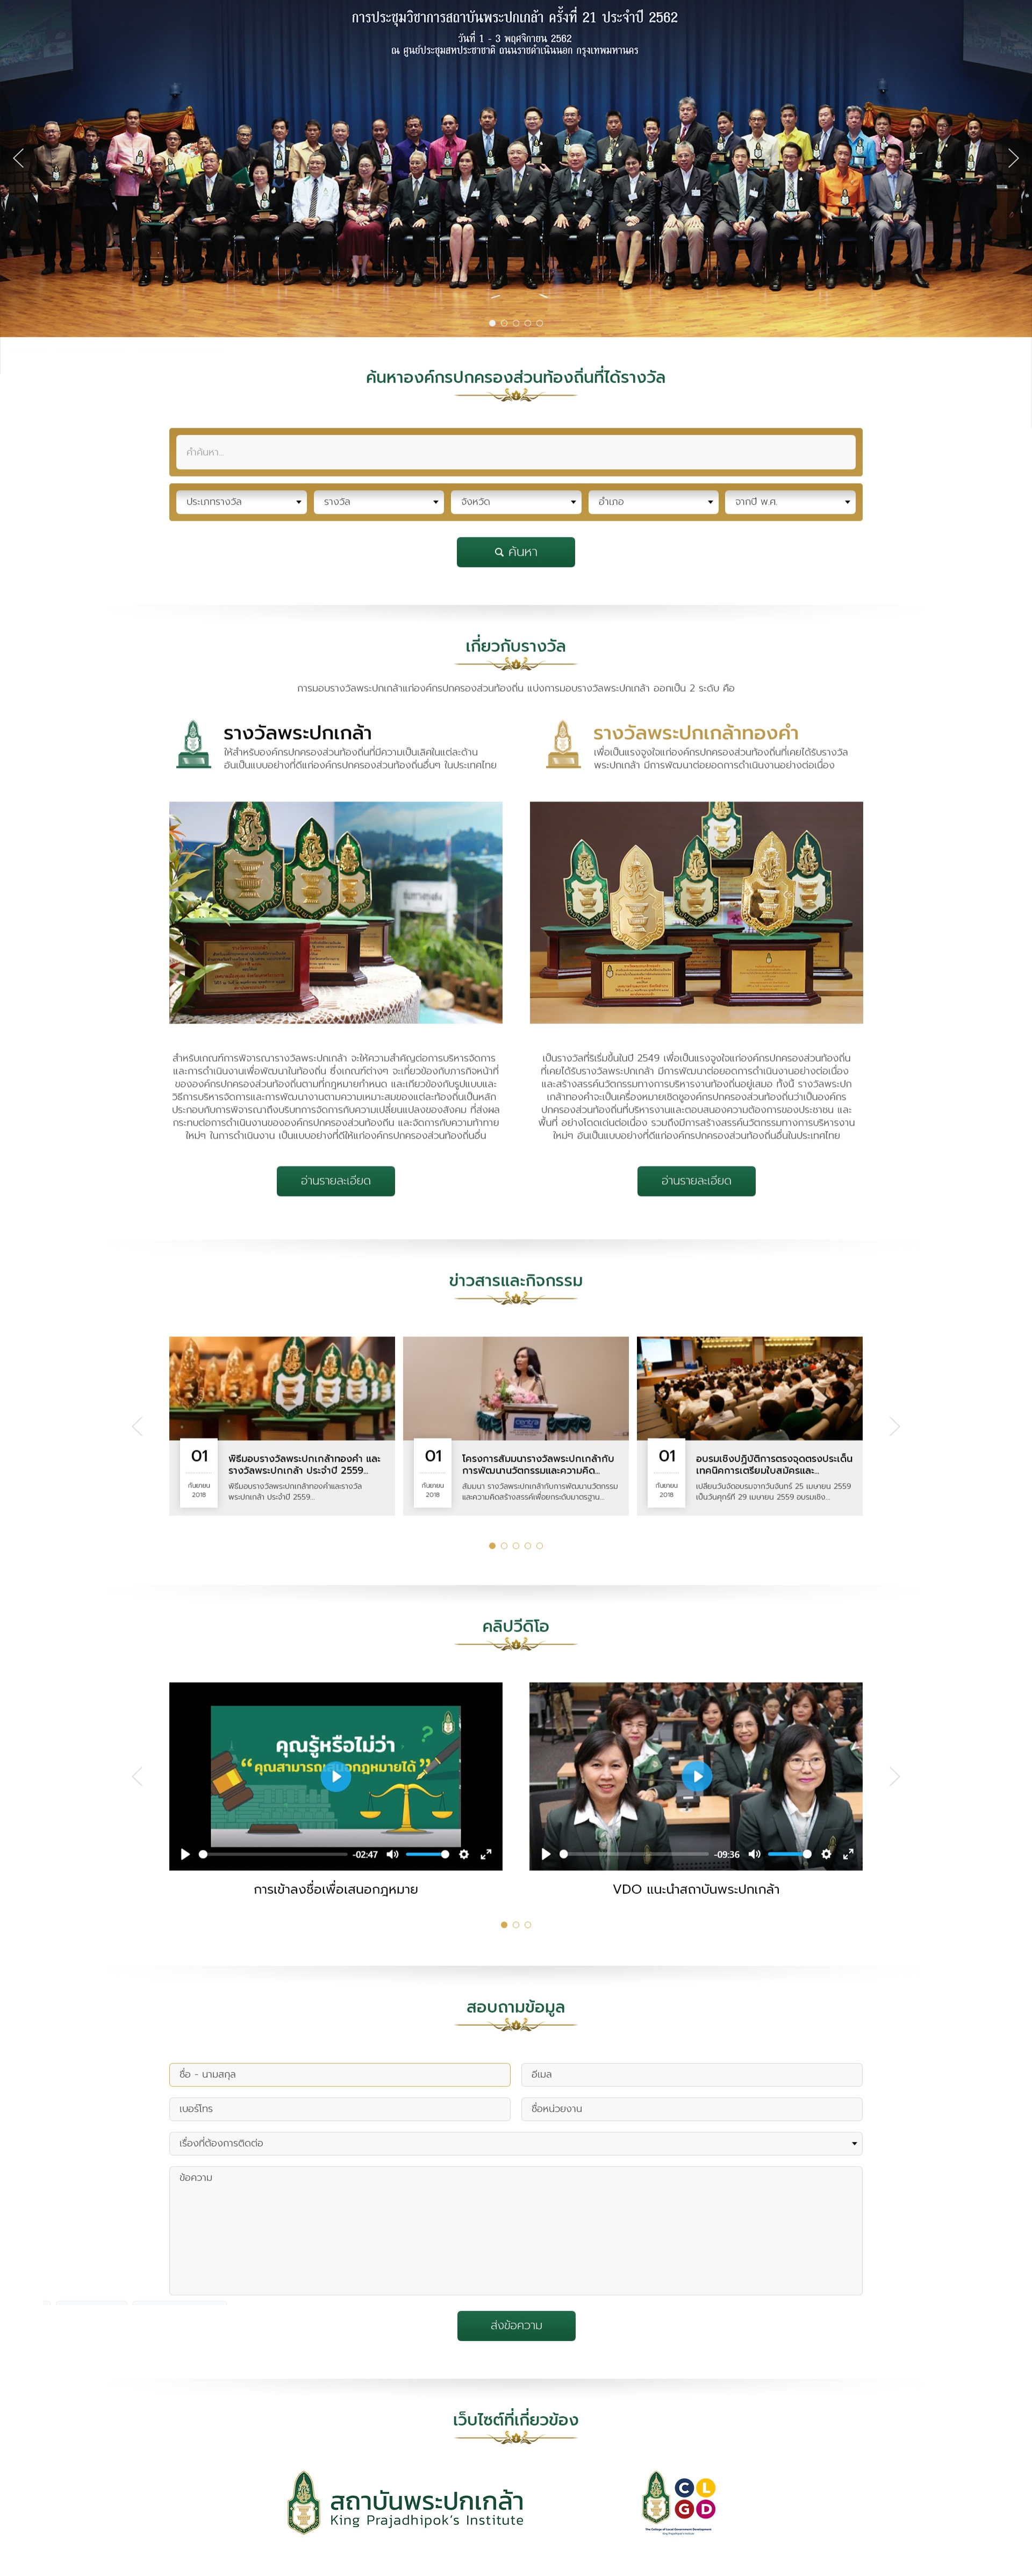 การประชุมวิชาการสถาบันพระปกเกล้า ครั้งที่ 21 ประจำปี 2562
วันที่ 1 - 3 พฤศจิกายน 2562
ณ ศูนย์ประชุมสหประชาชาติ ถนนราชดำเนินนอก กรุงเทพมหานคร
ค้นหาองค์กรปกครองส่วนท้องถิ่นที่ได้รางวัล
คำค้นหา...
ประเภทรางวัล
รางวัล
จังหวัด
อำเภอ
จากปี พ.ศ.
ค้นหา
เกี่ยวกับรางวัล
การมอบรางวัลพระปกเกล้าแก่องค์กรปกครองส่วนท้องถิ่น แบ่งการมอบรางวัลพระปกเกล้า ออกเป็น 2 ระดับ คือ
รางวัลพระปกเกล้า
ให้สำหรับองค์กรปกครองส่วนท้องถิ่นที่มีความเป็นเลิศในแต่ละด้าน
อันเป็นแบบอย่างที่ดีแก่องค์กรปกครองส่วนท้องถิ่นอื่นๆ ในประเทศไทย
รางวัลพระปกเกล้าทองคำ
เพื่อเป็นแรงจูงใจแก่องค์กรปกครองส่วนท้องถิ่นที่เคยได้รับรางวัล
พระปกเกล้า มีการพัฒนาต่อยอดการดำเนินงานอย่างต่อเนื่อง
สำหรับเกณฑ์การพิจารณารางวัลพระปกเกล้า จะให้ความสำคัญต่อการบริหารจัดการ
และการดำเนินงานเพื่อพัฒนาในท้องถิ่น ซึ่งเกณฑ์ต่างๆ จะเกี่ยวข้องกับภารกิจหน้าที่
ขององค์กรปกครองส่วนท้องถิ่นตามที่กฎหมายกำหนด และเกี่ยวข้องกับรูปแบบและ
วิธีการบริหารจัดการและการพัฒนางานตามความเหมาะสมของแต่ละท้องถิ่นเป็นหลัก
ประกอบกับการพิจารณาถึงบริบทการจัดการกับความเปลี่ยนแปลงของสังคม ที่ส่งผล
กระทบต่อการดำเนินงานขององค์กรปกครองส่วนท้องถิ่น และจัดการกับความท้าทาย
ใหม่ๆ ในการดำเนินงาน เป็นแบบอย่างที่ดีให้แก่องค์กรปกครองส่วนท้องถิ่นอื่น
เป็นรางวัลที่ริเริ่มขึ้นในปี 2549 เพื่อเป็นแรงจูงใจแก่องค์กรปกครองส่วนท้องถิ่น
ที่เคยได้รับรางวัลพระปกเกล้า มีการพัฒนาต่อยอดการดำเนินงานอย่างต่อเนื่อง
และสร้างสรรค์นวัตกรรมทางการบริหารงานท้องถิ่นอยู่เสมอ ทั้งนี้ รางวัลพระปก
เกล้าทองคำจะเป็นเครื่องหมายเชิดชูองค์กรปกครองส่วนท้องถิ่นว่าเป็นองค์กร
ปกครองส่วนท้องถิ่นที่บริหารงานและตอบสนองความต้องการของประชาชน และ
พื้นที่ อย่างโดดเด่นต่อเนื่อง รวมถึงมีการสร้างสรรค์นวัตกรรมทางการบริหารงาน
ใหม่ๆ อันเป็นแบบอย่างที่ดีแก่องค์กรปกครองส่วนท้องถิ่นอื่นในประเทศไทย
อ่านรายละเอียด
อ่านรายละเอียด
ข่าวสารและกิจกรรม
01
กันยายน
2018
พิธีมอบรางวัลพระปกเกล้าทองคำ และ
รางวัลพระปกเกล้า ประจำปี 2559...
พิธีมอบรางวัลพระปกเกล้าทองคำและรางวัล
พระปกเกล้า ประจำปี 2559...
01
กันยายน
2018
โครงการสัมมนารางวัลพระปกเกล้ากับ
การพัฒนานวัตกรรมและความคิด...
สัมมนา รางวัลพระปกเกล้ากับการพัฒนานวัตกรรม
และความคิดสร้างสรรค์เพื่อยกระดับมาตรฐาน...
01
กันยายน
2018
อบรมเชิงปฏิบัติการตรงจุดตรงประเด็น
เทคนิคการเตรียมใบสมัครและ...
เปลี่ยนวันจัดอบรมจากวันจันทร์ 25 เมษายน 2559
เป็นวันศุกร์ที่ 29 เมษายน 2559 อบรมเชิง...
คลิปวีดิโอ
คุณรู้หรือไม่ว่า
“คุณสามารถเสนอกฎหมายได้”
-02:47
-09:36
การเข้าลงชื่อเพื่อเสนอกฎหมาย
VDO แนะนำสถาบันพระปกเกล้า
สอบถามข้อมูล
ชื่อ - นามสกุล
อีเมล
เบอร์โทร
ชื่อหน่วยงาน
เรื่องที่ต้องการติดต่อ
ข้อความ
ส่งข้อความ
เว็บไซต์ที่เกี่ยวข้อง
สถาบันพระปกเกล้า
King Prajadhipok's Institute
C L
G D
The College of Local Government Development
King Prajadhipok's Institute